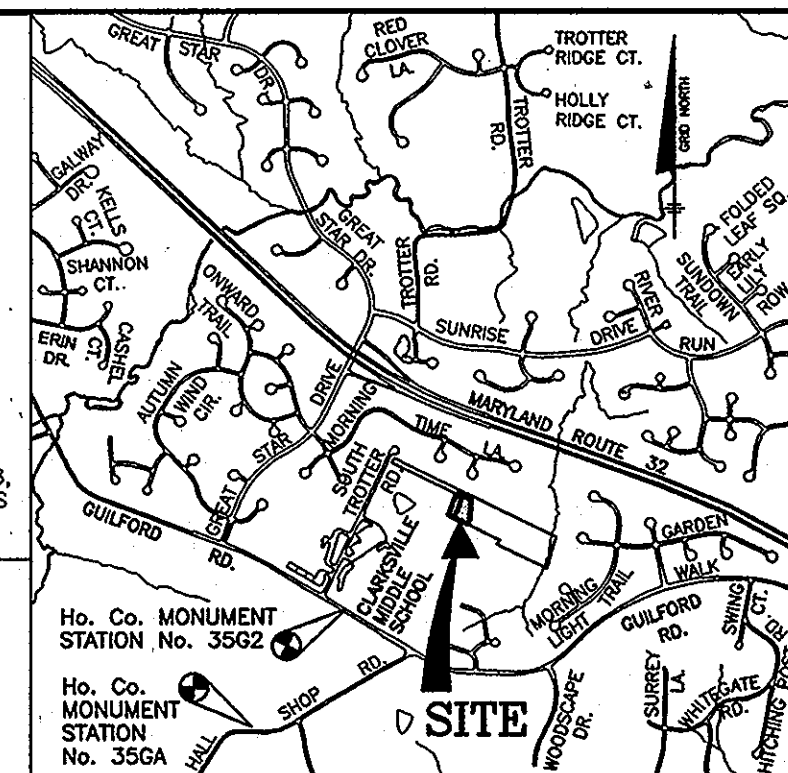 GREAT STAR DR.
RED
CLOVER
LA.
TROTTER
RIDGE CT.
HOLLY
RIDGE CT.
TROTTER
RD.
GRID NORTH
GALWAY
DR.
KELLS
CT.
SHANNON
CT.
ERIN
DR.
CASHEL
CT.
ONWARD
TRAIL
GREAT
STAR DR.
TROTTER
RD.
FOLDED
LEAF SQ.
EARLY
LILY
SUNDOWN
TRAIL
ROW
RIVER
RUN
SUNRISE DRIVE
AUTUMN
WIND
CIR.
GREAT STAR DRIVE
MORNING
TIME LA.
MARYLAND ROUTE 32
SOUTH
TROTTER
RD.
GUILFORD
RD.
CLARKSVILLE
MIDDLE
SCHOOL
GARDEN
WALK
MORNING
LIGHT TRAIL
GUILFORD
RD.
SWING
CT.
Ho. Co. MONUMENT
STATION No. 35G2
Ho. Co.
MONUMENT
STATION
No. 35GA
HALL SHOP RD.
SITE
WOODSCAPE
DR.
SURREY
LA.
WHITEGATE
RD.
HITCHING POST
RD.
S